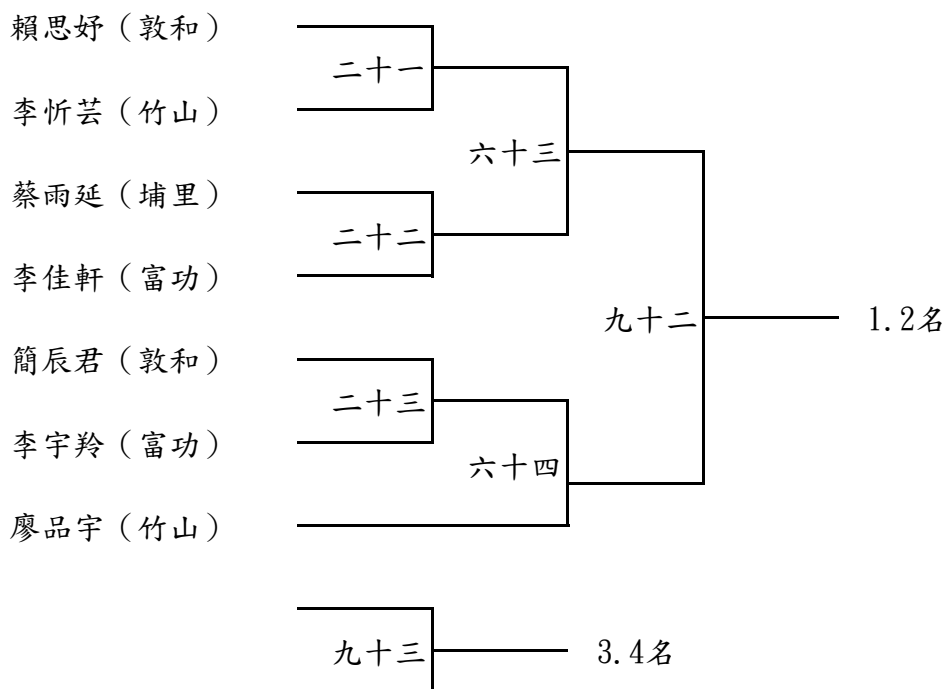 賴思妤（敦和）
二十一
李忻芸（竹山）
六十三
蔡雨延（埔里）
二十二
李佳軒（富功）
九十二
1.2名
簡辰君（敦和）
二十三
李宇羚（富功）
六十四
廖品宇（竹山）
九十三
3.4名